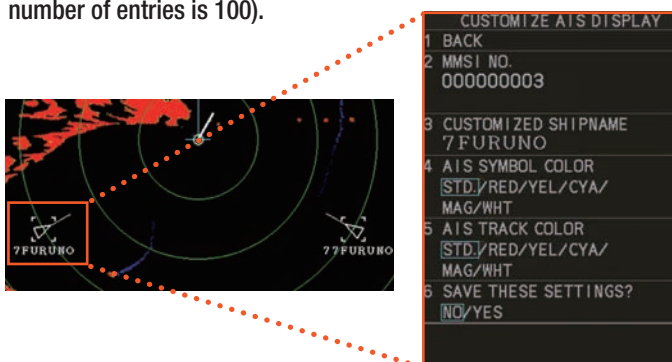 number of entries is 100).
7FURUNO
77FURUNO
CUSTOMIZE AIS DISPLAY
1 BACK
2 MMSI NO.
000000003
3 CUSTOMIZED SHIPNAME
7FURUNO
4 AIS SYMBOL COLOR
STD./RED/YEL/CYA/
MAG/WHT
5 AIS TRACK COLOR
STD./RED/YEL/CYA/
MAG/WHT
6 SAVE THESE SETTINGS?
NO/YES